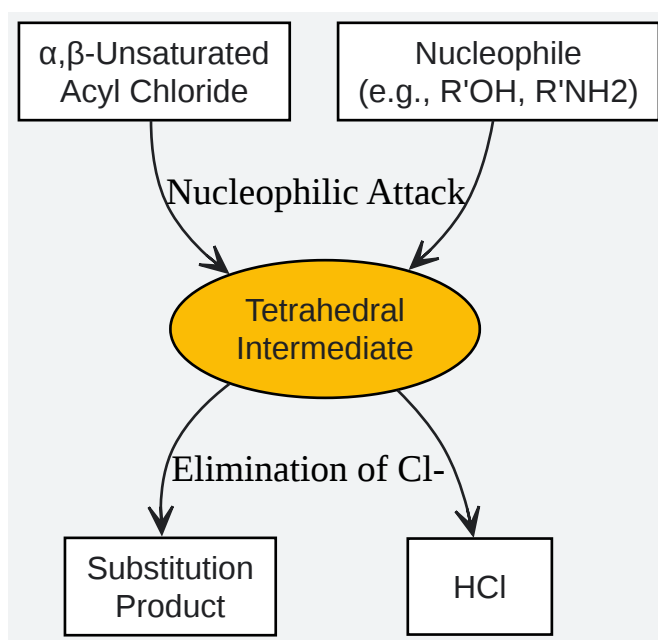 α,β-Unsaturated
Acyl Chloride
Nucleophile
(e.g., R'OH, R'NH2)
Nucleophilic Attack
Tetrahedral
Intermediate
Elimination of Cl-
Substitution
Product
HCl